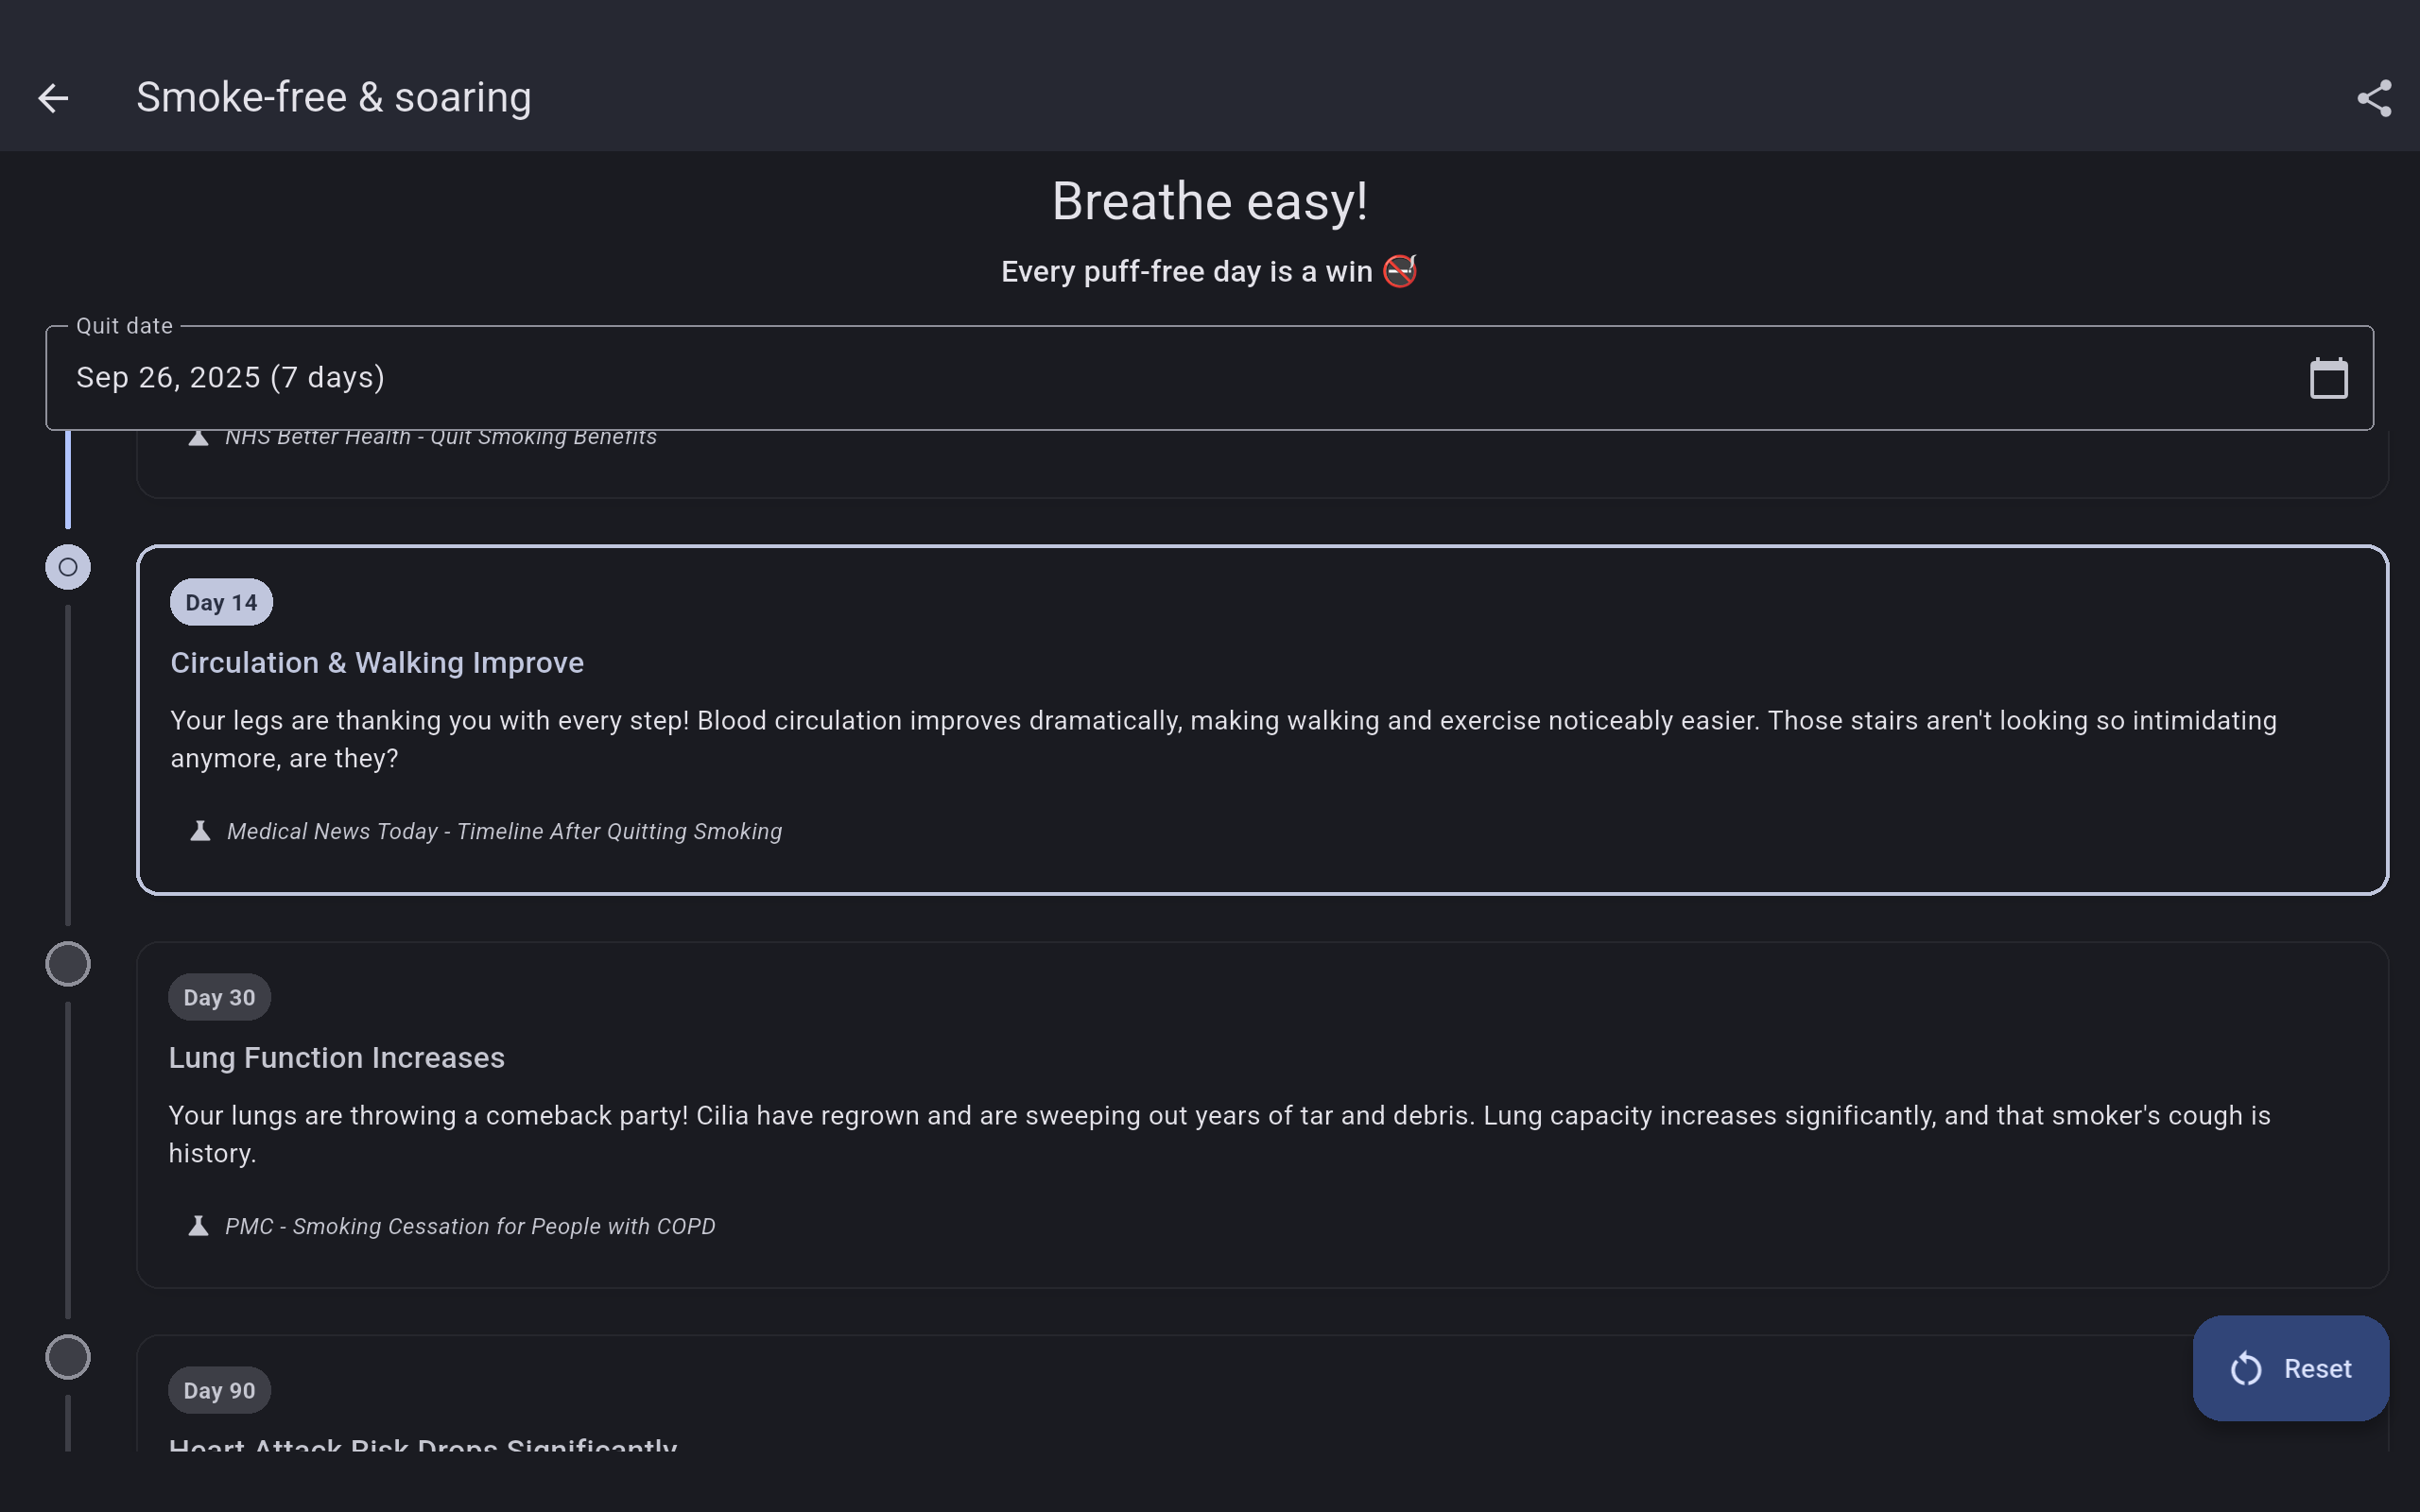 Smoke-free & soaring
Breathe easy!
Every puff-free day is a win 🚭
Quit date
Sep 26, 2025 (7 days)
NHS Better Health - Quit Smoking Benefits
Day 14
Circulation & Walking Improve
Your legs are thanking you with every step! Blood circulation improves dramatically, making walking and exercise noticeably easier. Those stairs aren't looking so intimidating
anymore, are they?
Medical News Today - Timeline After Quitting Smoking
Day 30
Lung Function Increases
Your lungs are throwing a comeback party! Cilia have regrown and are sweeping out years of tar and debris. Lung capacity increases significantly, and that smoker's cough is
history.
PMC - Smoking Cessation for People with COPD
Day 90
Heart Attack Risk Drops Significantly
Reset